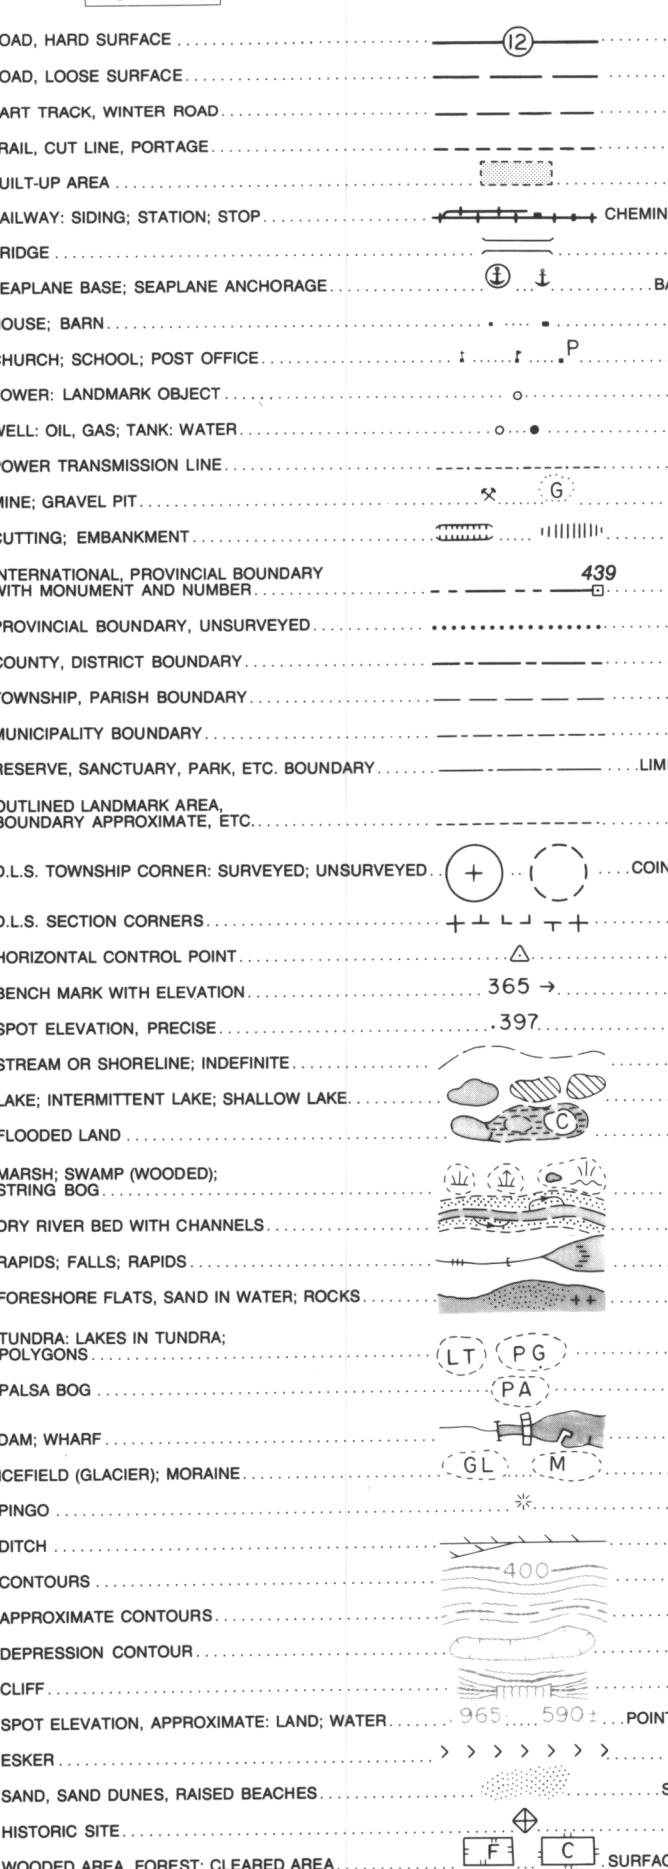 OAD, HARD SURFACE 12
OAD, LOOSE SURFACE
ART TRACK, WINTER ROAD
RAIL, CUT LINE, PORTAGE
UILT-UP AREA
AILWAY: SIDING; STATION; STOP CHEMIN
RIDGE
EAPLANE BASE; SEAPLANE ANCHORAGE BA
OUSE; BARN
HURCH; SCHOOL; POST OFFICE P
OWER: LANDMARK OBJECT
WELL: OIL, GAS; TANK: WATER
POWER TRANSMISSION LINE
MINE; GRAVEL PIT G
CUTTING; EMBANKMENT
NTERNATIONAL, PROVINCIAL BOUNDARY 439
WITH MONUMENT AND NUMBER
PROVINCIAL BOUNDARY, UNSURVEYED
COUNTY, DISTRICT BOUNDARY
TOWNSHIP, PARISH BOUNDARY
MUNICIPALITY BOUNDARY
RESERVE, SANCTUARY, PARK, ETC. BOUNDARY LIM
OUTLINED LANDMARK AREA,
BOUNDARY APPROXIMATE, ETC.
D.L.S. TOWNSHIP CORNER: SURVEYED; UNSURVEYED COIN
D.L.S. SECTION CORNERS
HORIZONTAL CONTROL POINT
BENCH MARK WITH ELEVATION 365
SPOT ELEVATION, PRECISE .397
STREAM OR SHORELINE; INDEFINITE
LAKE; INTERMITTENT LAKE; SHALLOW LAKE
FLOODED LAND C
MARSH; SWAMP (WOODED);
STRING BOG
DRY RIVER BED WITH CHANNELS
RAPIDS; FALLS; RAPIDS
FORESHORE FLATS, SAND IN WATER; ROCKS
TUNDRA: LAKES IN TUNDRA;
POLYGONS LT PG
PALSA BOG PA
DAM; WHARF
ICEFIELD (GLACIER); MORAINE GL M
PINGO
DITCH
CONTOURS 400
APPROXIMATE CONTOURS
DEPRESSION CONTOUR
CLIFF
SPOT ELEVATION, APPROXIMATE: LAND; WATER .965 590± POINT
ESKER
SAND, SAND DUNES, RAISED BEACHES S
HISTORIC SITE
WOODED AREA, FOREST; CLEARED AREA F C SURFAC